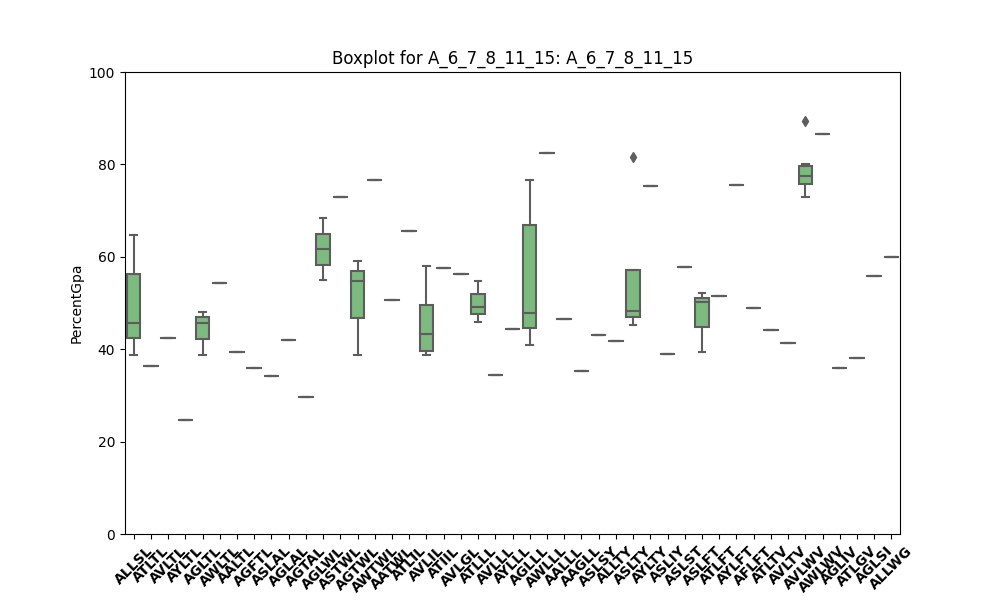 Boxplot for A_6_7_8_11_15: A_6_7_8_11_15
PercentGpa
100
80
60
40
20
0
ALLSL
ATLTL
AVLTL
AYLTL
AGLTL
AWLTL
AALTL
AGFTL
ASLAL
AGLAL
AGTAL
AGLWL
ASTWL
AGTWL
AWTWL
AATWL
ATLIL
AVLIL
ATIIL
AVLGL
ATLLL
AVLLL
AYLLL
AGLLL
AWLLL
AALLL
AAGLL
ASLSY
ALLTY
ASLTY
AYLTY
ASLIY
ASLST
ASLFT
ATLFT
AYLFT
AFLFT
ATLTV
AVLTV
AVLWV
AWLWV
AGLIV
ATLGV
AGLSI
ALLWG